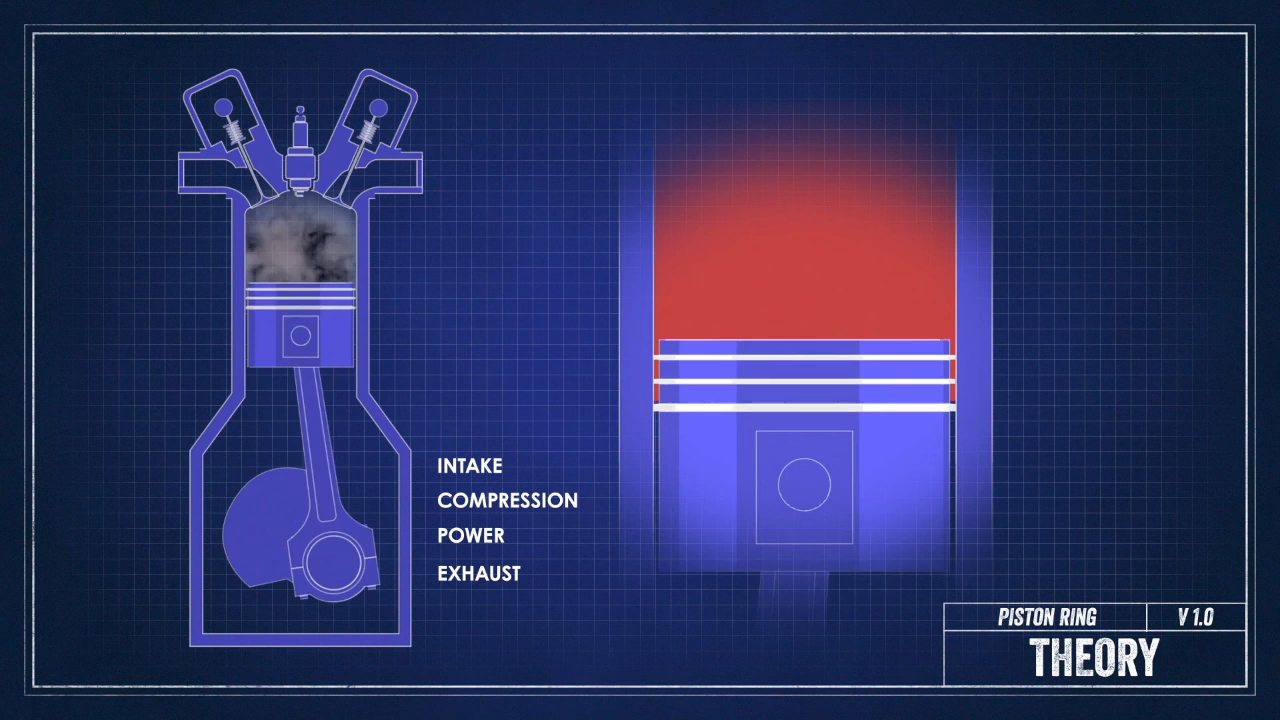 INTAKE
COMPRESSION
POWER
EXHAUST
PISTON RING
V 1.0
THEORY